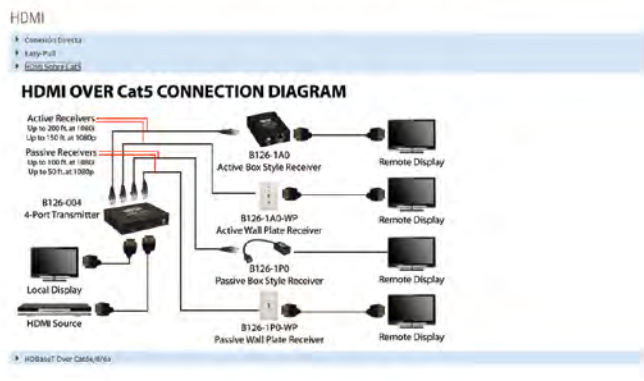 HDMI
Conexión Directa
Easy-Pull
HDMI Sobre Cat5
HDMI OVER Cat5 CONNECTION DIAGRAM
Active Receivers
Up to 200 ft. at 1080i
Up to 150 ft. at 1080p
Passive Receivers
Up to 100 ft. at 1080i
Up to 50 ft. at 1080p
B126-004
4-Port Transmitter
Local Display
HDMI Source
B126-1A0
Active Box Style Receiver
Remote Display
B126-1A0-WP
Active Wall Plate Receiver
Remote Display
B126-1P0
Passive Box Style Receiver
Remote Display
B126-1P0-WP
Passive Wall Plate Receiver
Remote Display
HDBaseT Over Cat5e/6/6a